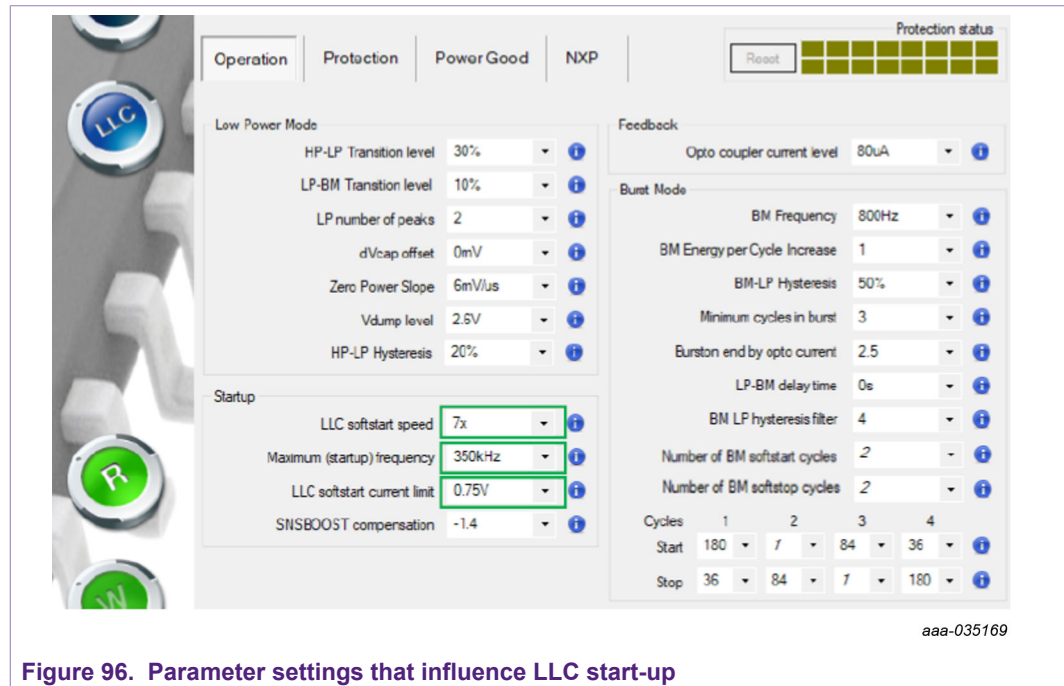 Protection status
Operation Protection Power Good NXP Reset
LLC
Low Power Mode
HP-LP Transition level 30%
LP-BM Transtion level 10%
LP number of peaks 2
dVcap offset 0mV
Zero Power Slope 6mV/us
Vdump level 2.6V
HP-LP Hysteresis 20%
Startup
LLC softstart speed 7x
Maximum (startup) frequency 350kHz
LLC softstart current limit 0.75V
SNSBOOST compensation -1.4
Feedback
Opto coupler current level 80uA
Burst Mode
BM Frequency 800Hz
BM Energy per Cycle Increase 1
BM-LP Hysteresis 50%
Minimum cycles in burst 3
Burston end by opto current 2.5
LP-BM delay time 0s
BM LP hysteresis filter 4
Number of BM softstart cycles 2
Number of BM softstop cycles 2
Cycles 1 2 3 4
Start 180 1 84 36
Stop 36 84 1 180
R
W
aaa-035169
Figure 96. Parameter settings that influence LLC start-up